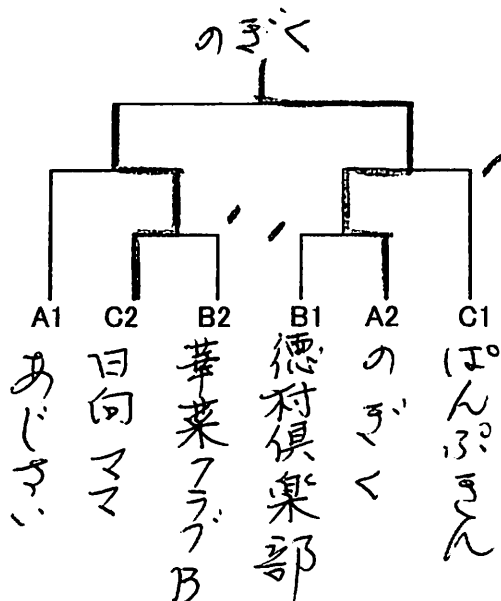 のぎく
A1 C2 B2 B1 A2 C1
あじさい
日向ママ
華菜クラブB
徳村倶楽部
のぎく
ぱんぷきん